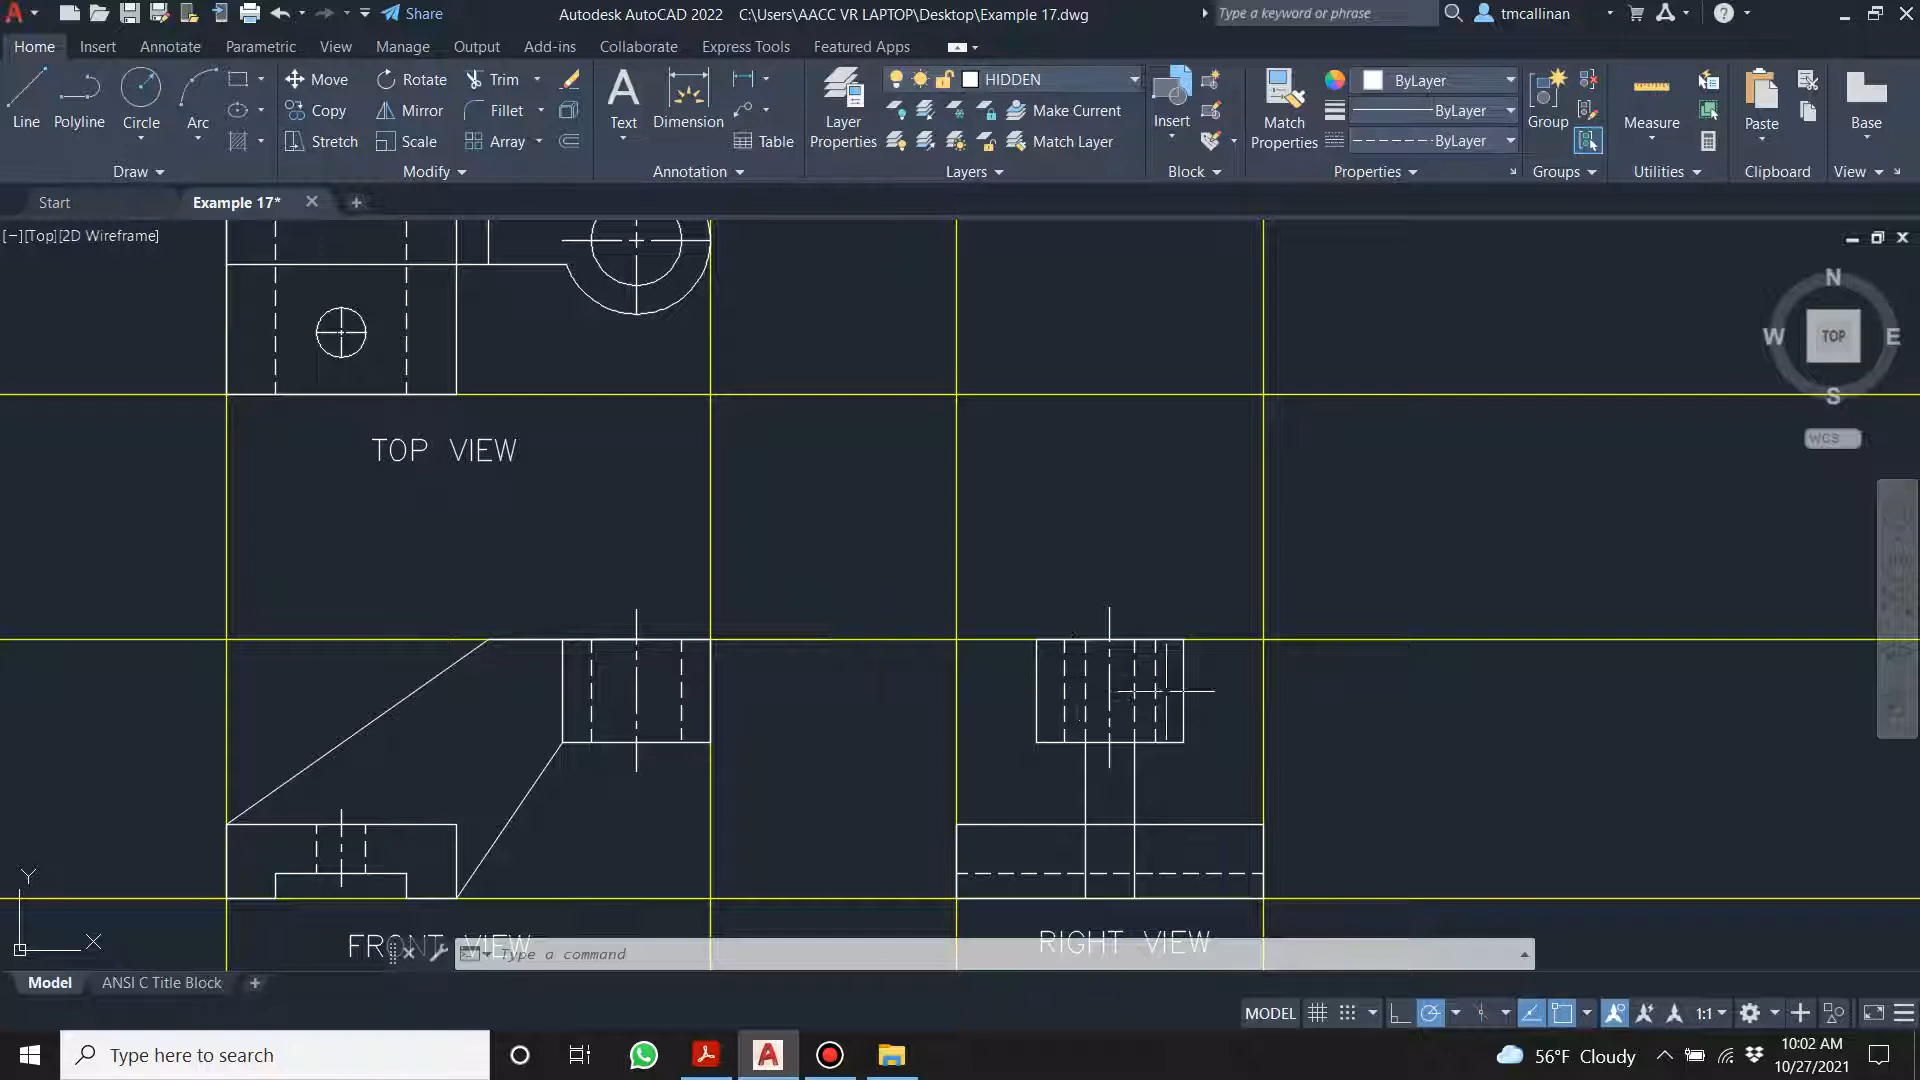 Share
Autodesk AutoCAD 2022 C:\Users\AACC VR LAPTOP\Desktop\Example 17.dwg
Type a keyword or phrase
tmcallinan
Home Insert Annotate Parametric View Manage Output Add-ins Collaborate Express Tools Featured Apps
Line Polyline Circle Arc
Move Rotate Trim
Copy Mirror Fillet
Stretch Scale Array
Text Dimension Table
Layer Properties
HIDDEN
Make Current
Match Layer
Insert
Match Properties
ByLayer
ByLayer
ByLayer
Group
Measure
Paste
Base
Draw Modify Annotation Layers Block Properties Groups Utilities Clipboard View
Start Example 17*
[−][Top][2D Wireframe]
N
W TOP E
S
WCS
TOP VIEW
Y
X
FRONT VIEW
RIGHT VIEW
Type a command
Model ANSI C Title Block
MODEL 1:1
Type here to search
56°F Cloudy
10:02 AM
10/27/2021